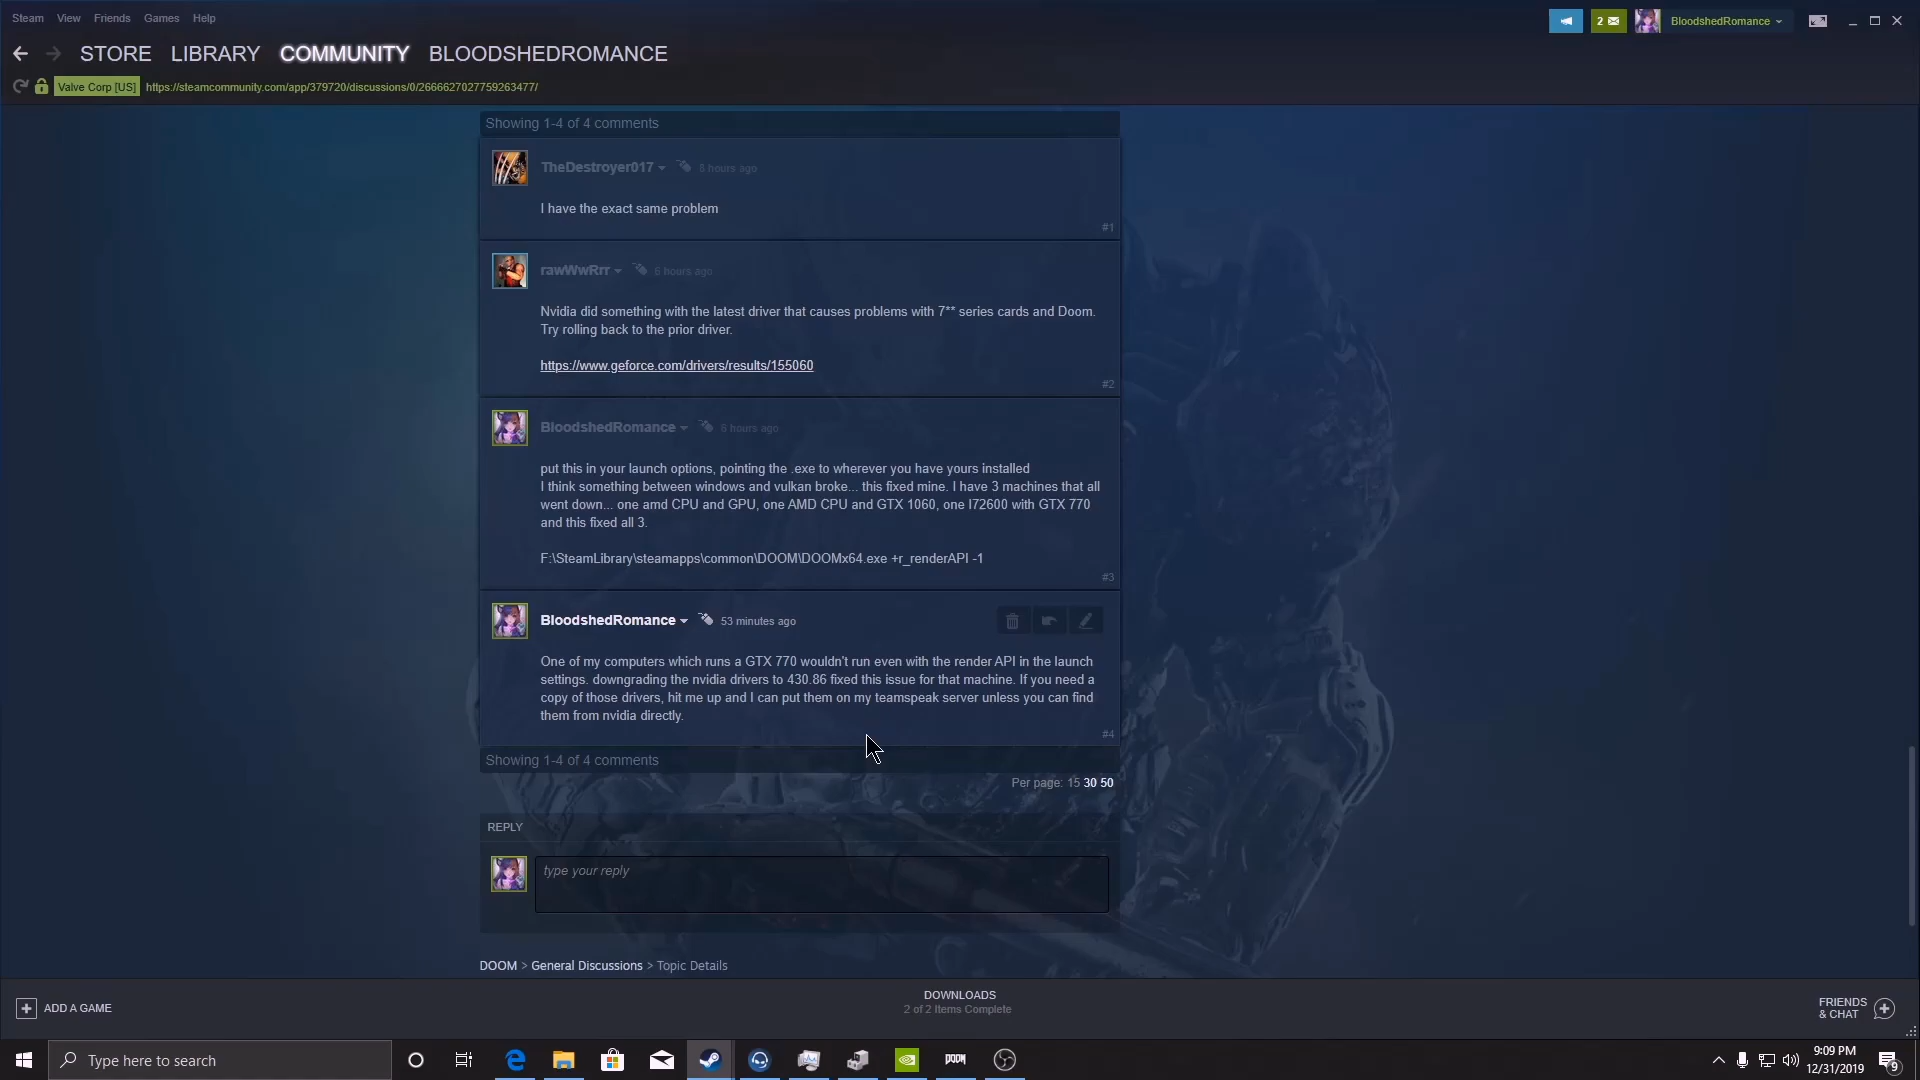 Steam View Friends Games Help
2
BloodshedRomance
STORE LIBRARY COMMUNITY BLOODSHEDROMANCE
Valve Corp [US] https://steamcommunity.com/app/379720/discussions/0/2666627027759263477/
Showing 1-4 of 4 comments
TheDestroyer017 6 hours ago
I have the exact same problem
#1
rawWwRrr 6 hours ago
Nvidia did something with the latest driver that causes problems with 7** series cards and Doom.
Try rolling back to the prior driver.
https://www.geforce.com/drivers/results/155060
#2
BloodshedRomance 6 hours ago
put this in your launch options, pointing the .exe to wherever you have yours installed
I think something between windows and vulkan broke... this fixed mine. I have 3 machines that all
went down... one amd CPU and GPU, one AMD CPU and GTX 1060, one I72600 with GTX 770
and this fixed all 3.
F:\SteamLibrary\steamapps\common\DOOM\DOOMx64.exe +r_renderAPI -1
#3
BloodshedRomance 53 minutes ago
One of my computers which runs a GTX 770 wouldn't run even with the render API in the launch
settings. downgrading the nvidia drivers to 430.86 fixed this issue for that machine. If you need a
copy of those drivers, hit me up and I can put them on my teamspeak server unless you can find
them from nvidia directly.
#4
Showing 1-4 of 4 comments
Per page: 15 30 50
REPLY
type your reply
DOOM > General Discussions > Topic Details
ADD A GAME
DOWNLOADS
2 of 2 Items Complete
FRIENDS
& CHAT
Type here to search
DOOM
9:09 PM
12/31/2019
9